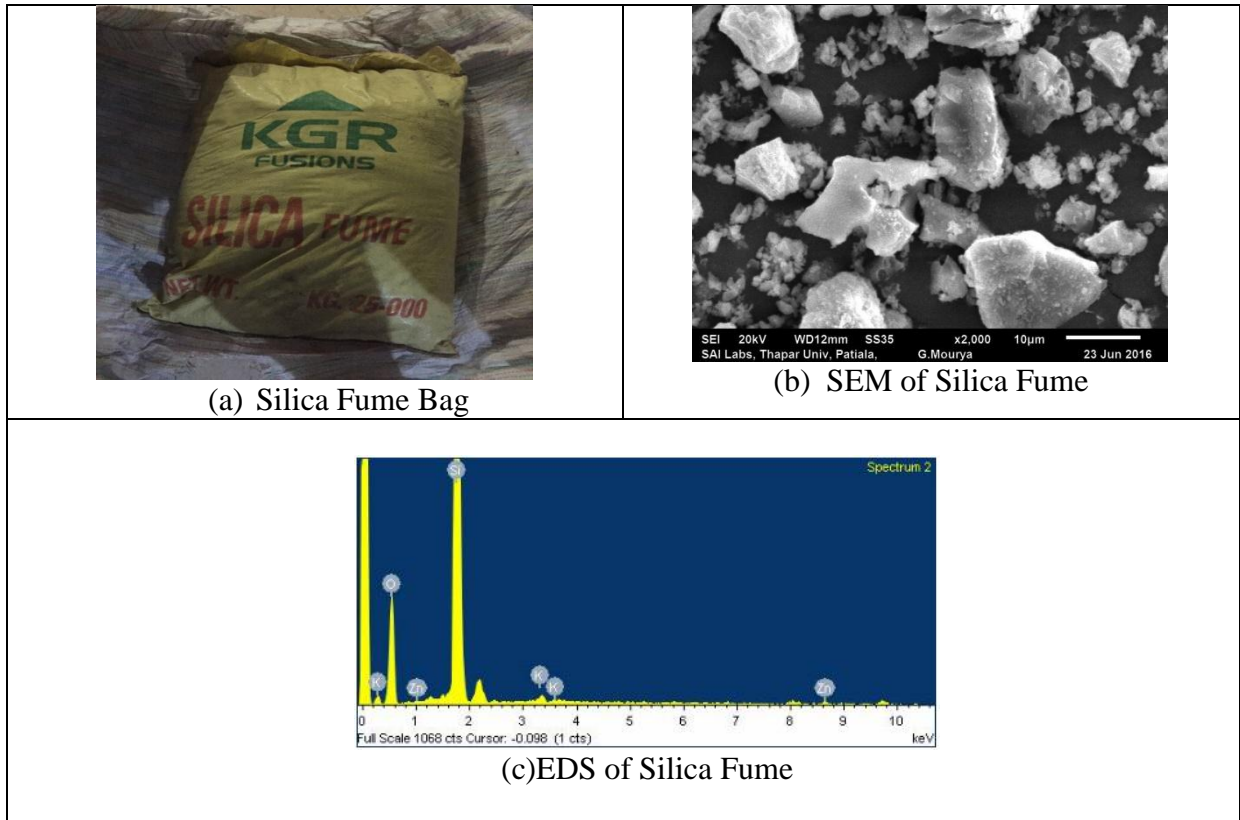 KGR
FUSIONS
SILICA FUME
NET.WT. KG. 25-000
(a) Silica Fume Bag
SEI 20kV WD12mm SS35 x2,000 10µm
SAI Labs, Thapar Univ, Patiala, G.Mourya 23 Jun 2016
(b) SEM of Silica Fume
Spectrum 2
Si
O
K Zn K K Zn
0 1 2 3 4 5 6 7 8 9 10
Full Scale 1068 cts Cursor: -0.098 (1 cts) keV
(c)EDS of Silica Fume